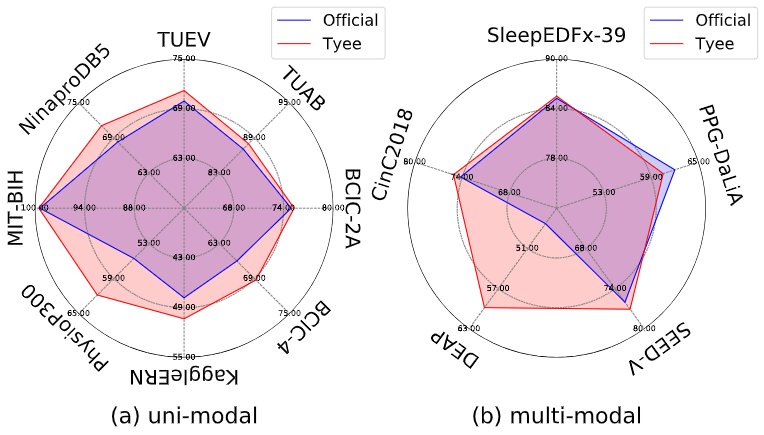 Official
Tyee
TUEV
75.00
69.00
63.00
TUAB
95.00
89.00
BCIC-2A
80.00
74.00
68.00
BCIC-4
75.00
69.00
63.00
KaggleERN
55.00
49.00
43.00
PhysioP300
65.00
59.00
53.00
MIT-BIH
100.00
94.00
88.00
NinaproDB5
75.00
69.00
63.00
(a) uni-modal
Official
Tyee
SleepEDFx-39
90.00
84.00
78.00
PPG-DaLiA
65.00
59.00
53.00
SEED-V
80.00
74.00
68.00
DEAP
63.00
57.00
51.00
CinC2018
80.00
74.00
68.00
(b) multi-modal